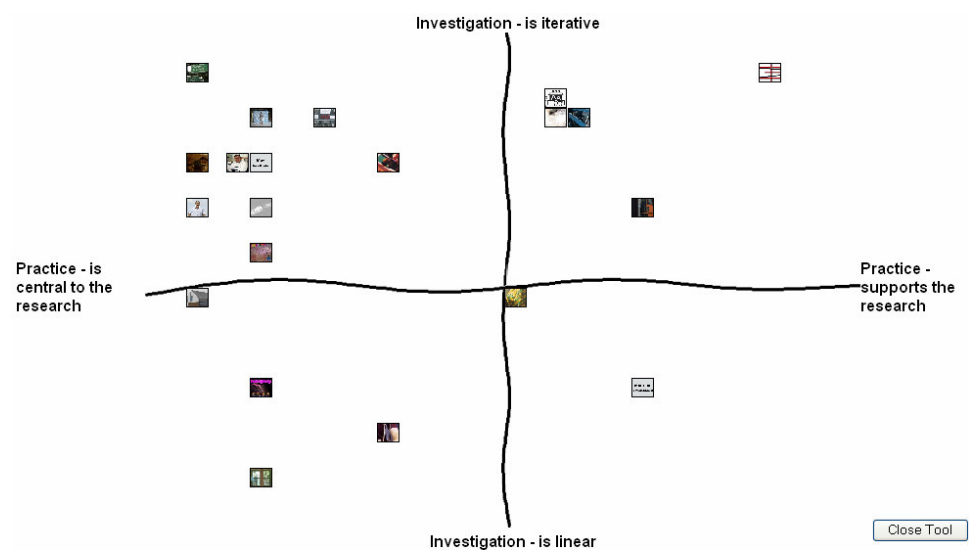 Investigation - is iterative
Practice - is
central to the
research
Practice -
supports the
research
Investigation - is linear
Close Tool